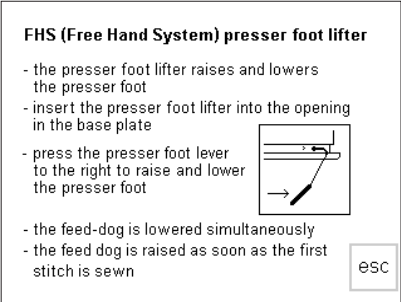 FHS (Free Hand System) presser foot lifter
- the presser foot lifter raises and lowers
the presser foot
- insert the presser foot lifter into the opening
in the base plate
- press the presser foot lever
to the right to raise and lower
the presser foot
- the feed-dog is lowered simultaneously
- the feed dog is raised as soon as the first
stitch is sewn
esc